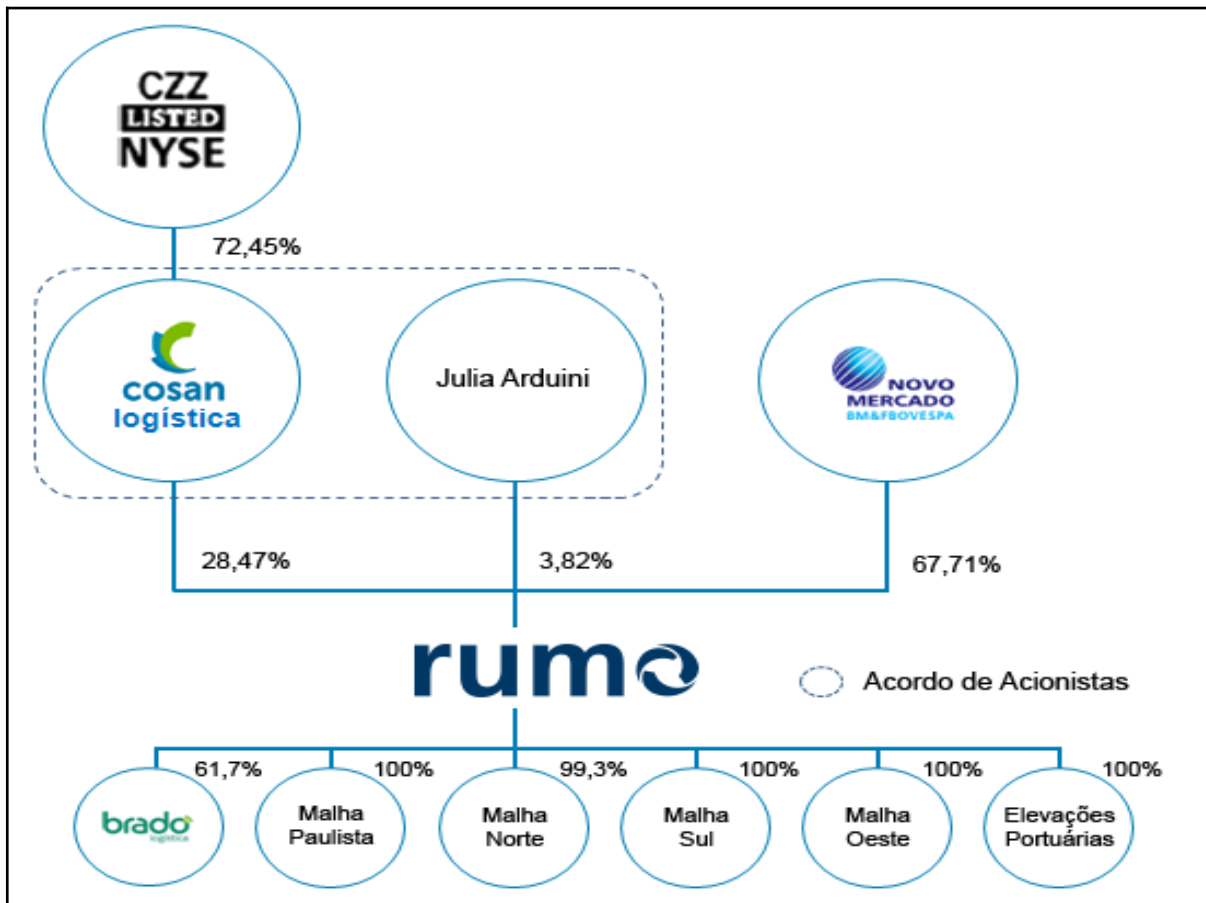 CZZ
LISTED
NYSE
72,45%
cosan
logística
Julia Arduini
NOVO
MERCADO
BM&FBOVESPA
28,47%
3,82%
67,71%
rumo
Acordo de Acionistas
61,7%
100%
99,3%
100%
100%
100%
brado
logística
Malha
Paulista
Malha
Norte
Malha
Sul
Malha
Oeste
Elevações
Portuárias